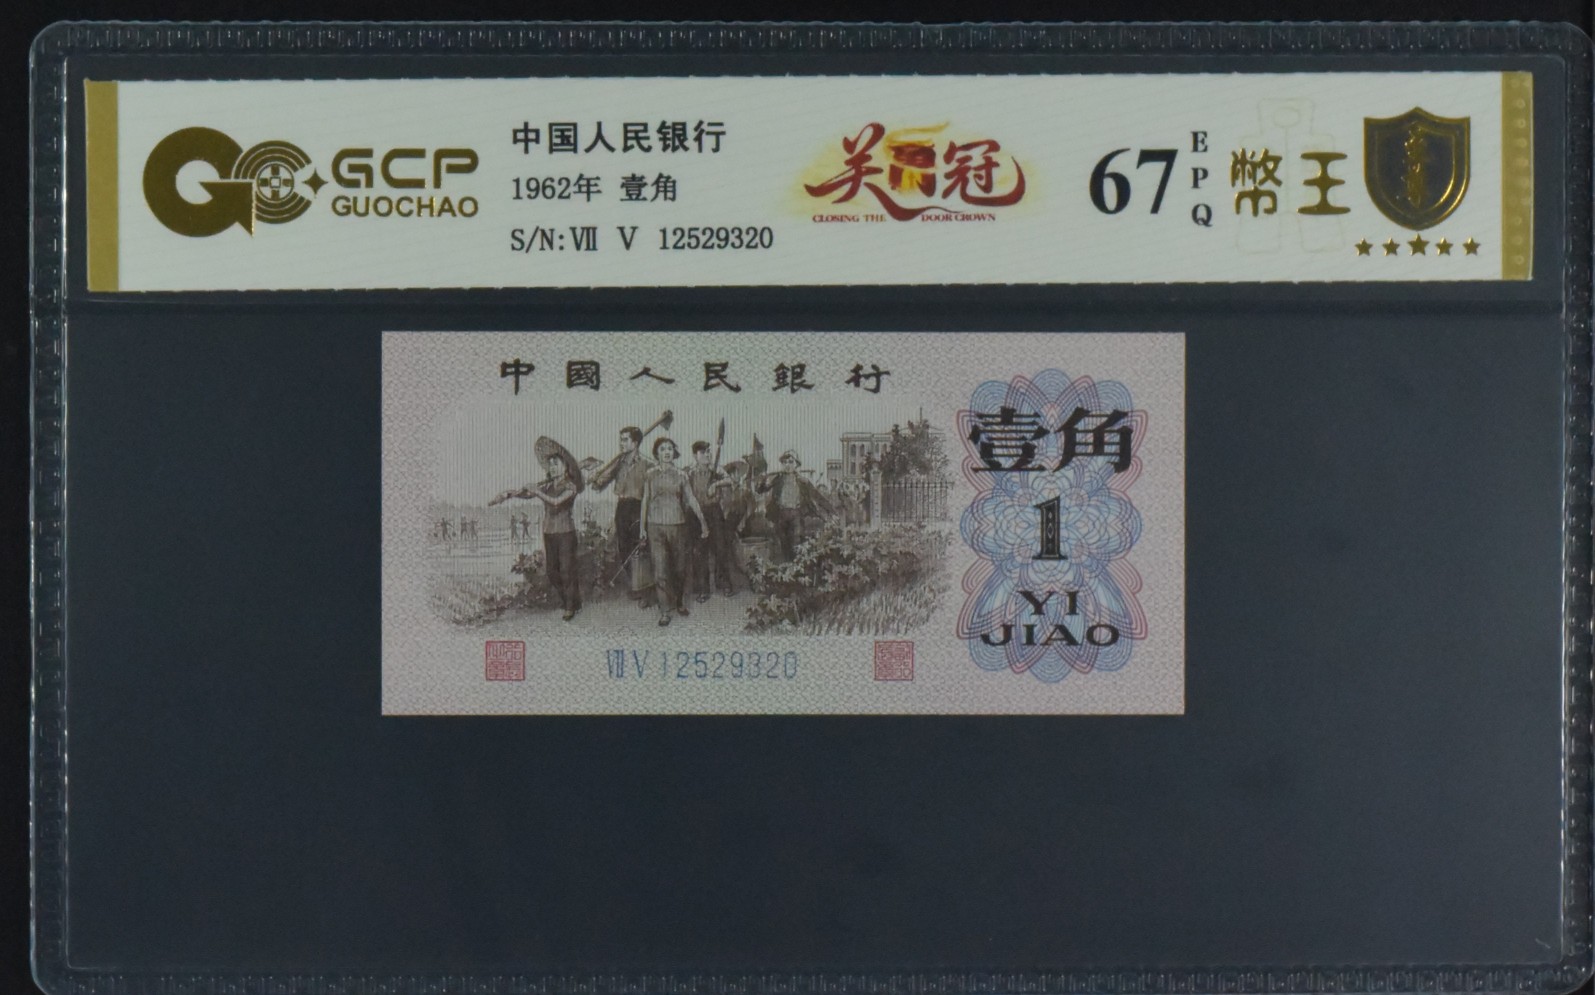 GCP
GUOCHAO
中国人民银行
1962年 壹角
S/N: Ⅶ Ⅴ 12529320
关门冠
CLOSING THE DOOR CROWN
67
EPQ
幣王
中國人民銀行
壹角
1
YI
JIAO
Ⅶ Ⅴ 12529320